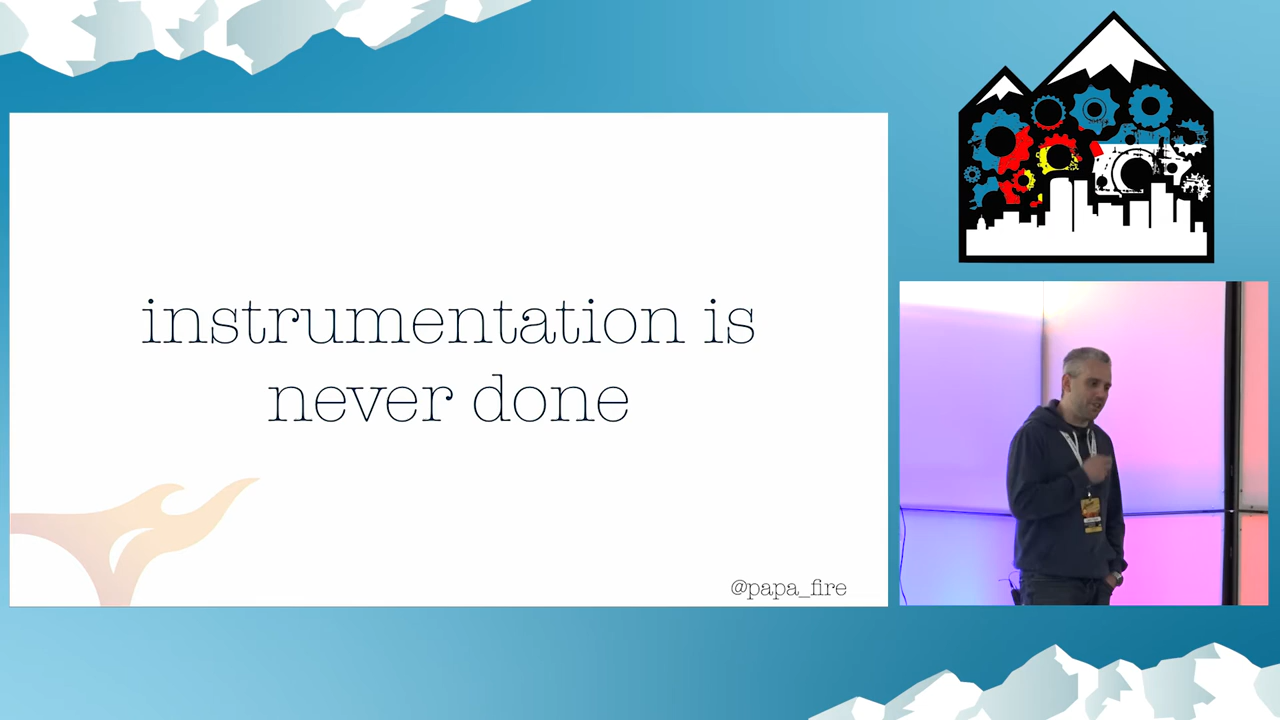 instrumentation is
never done
@papa_fire